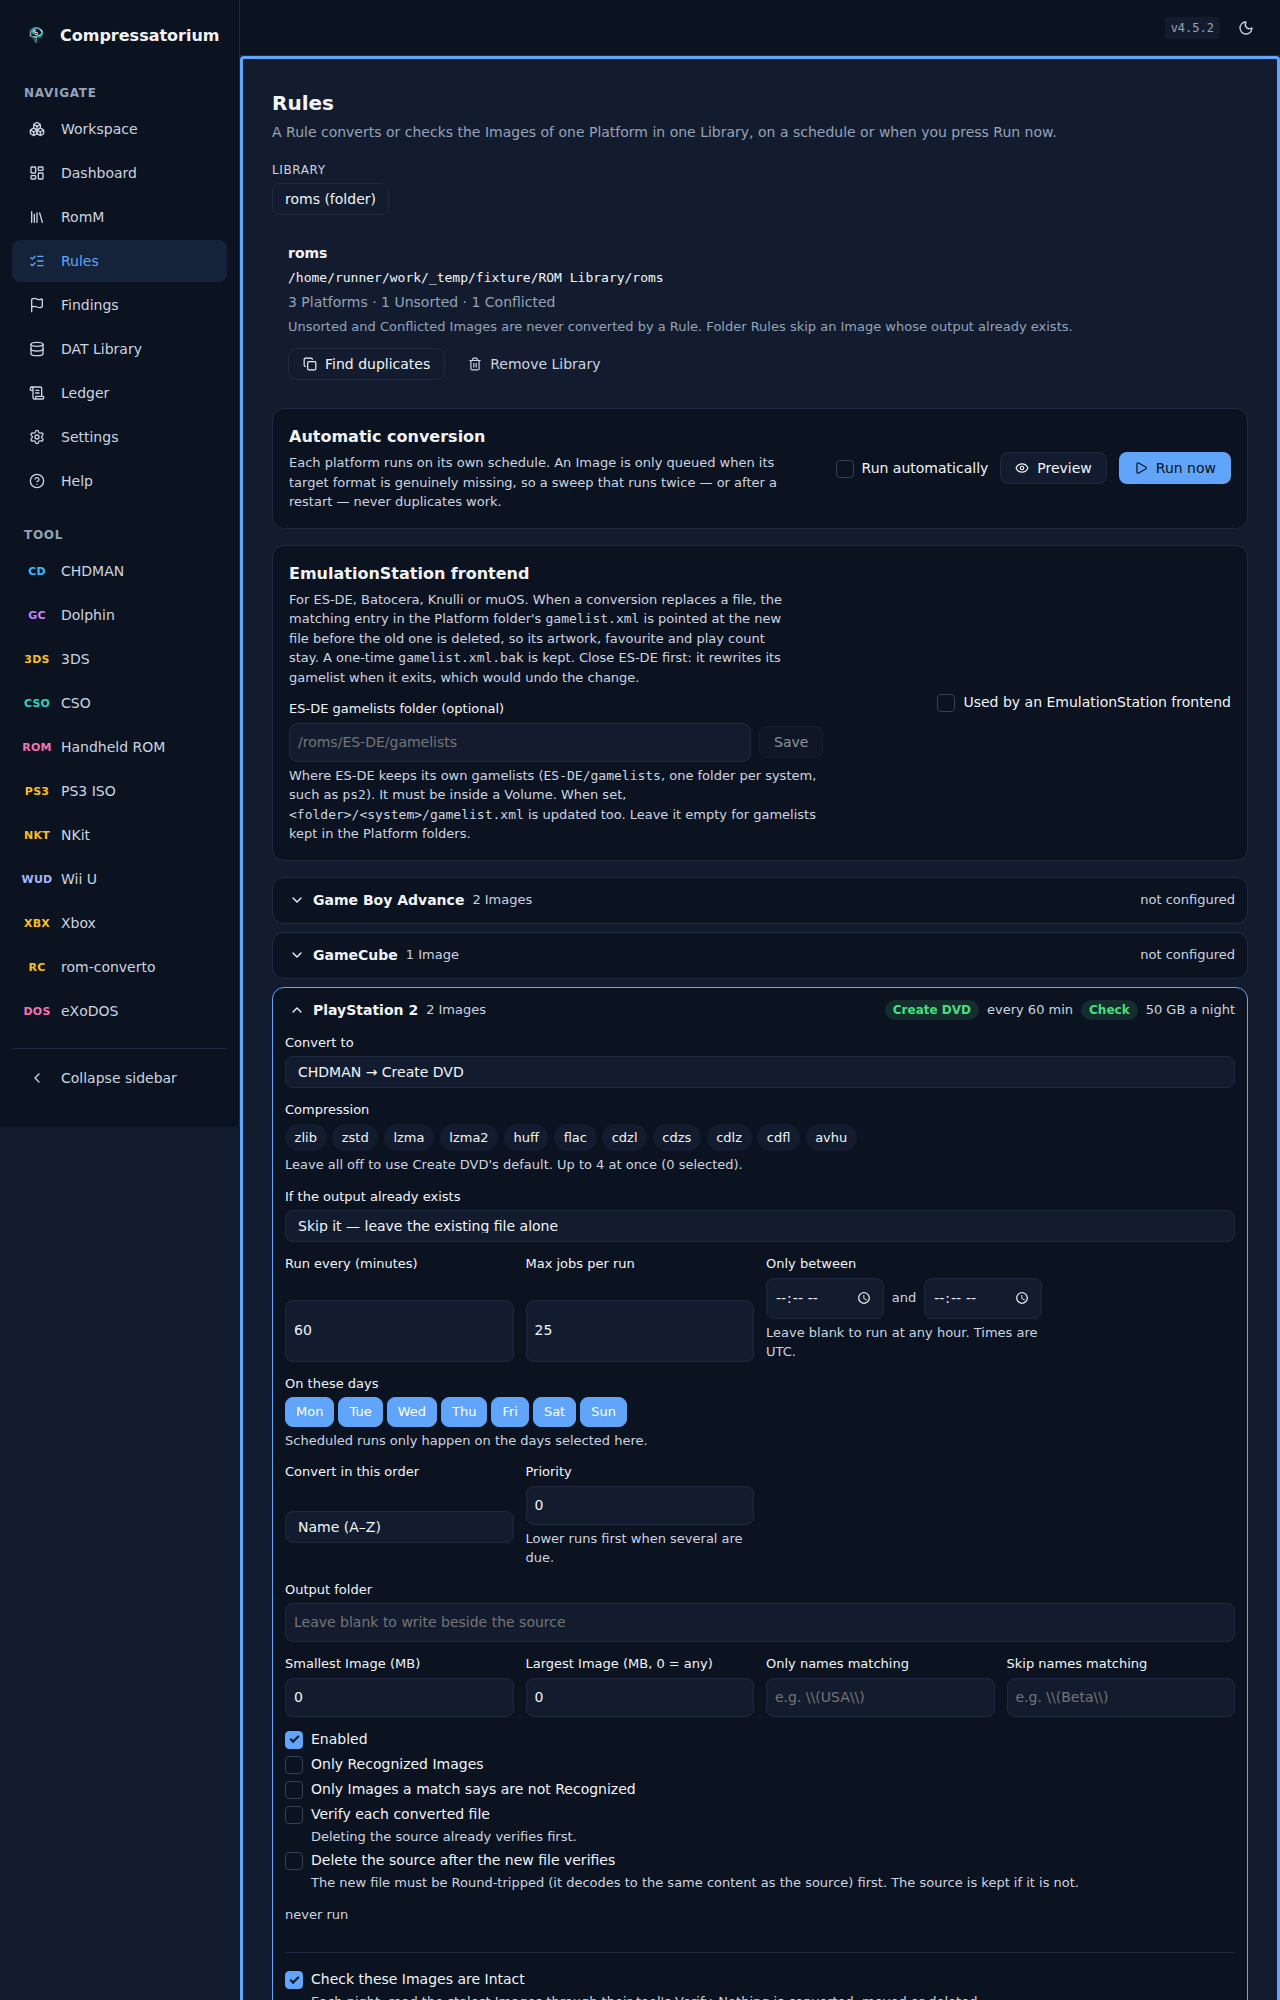 Compressatorium
v4.5.2
NAVIGATE
Workspace
Dashboard
RomM
Rules
Findings
DAT Library
Ledger
Settings
Help
TOOL
CD CHDMAN
GC Dolphin
3DS 3DS
CSO CSO
ROM Handheld ROM
PS3 PS3 ISO
NKT NKit
WUD Wii U
XBX Xbox
RC rom-converto
DOS eXoDOS
Collapse sidebar
Rules
A Rule converts or checks the Images of one Platform in one Library, on a schedule or when you press Run now.
LIBRARY
roms (folder)
roms
/home/runner/work/_temp/fixture/ROM Library/roms
3 Platforms · 1 Unsorted · 1 Conflicted
Unsorted and Conflicted Images are never converted by a Rule. Folder Rules skip an Image whose output already exists.
Find duplicates Remove Library
Automatic conversion
Each platform runs on its own schedule. An Image is only queued when its
target format is genuinely missing, so a sweep that runs twice — or after a
restart — never duplicates work.
Run automatically Preview Run now
EmulationStation frontend
For ES-DE, Batocera, Knulli or muOS. When a conversion replaces a file, the
matching entry in the Platform folder's gamelist.xml is pointed at the new
file before the old one is deleted, so its artwork, favourite and play count
stay. A one-time gamelist.xml.bak is kept. Close ES-DE first: it rewrites its
gamelist when it exits, which would undo the change.
Used by an EmulationStation frontend
ES-DE gamelists folder (optional)
/roms/ES-DE/gamelists Save
Where ES-DE keeps its own gamelists (ES-DE/gamelists, one folder per system,
such as ps2). It must be inside a Volume. When set,
<folder>/<system>/gamelist.xml is updated too. Leave it empty for gamelists
kept in the Platform folders.
Game Boy Advance 2 Images not configured
GameCube 1 Image not configured
PlayStation 2 2 Images Create DVD every 60 min Check 50 GB a night
Convert to
CHDMAN → Create DVD
Compression
zlib zstd lzma lzma2 huff flac cdzl cdzs cdlz cdfl avhu
Leave all off to use Create DVD's default. Up to 4 at once (0 selected).
If the output already exists
Skip it — leave the existing file alone
Run every (minutes) Max jobs per run Only between
60 25 --:-- -- and --:-- --
Leave blank to run at any hour. Times are
UTC.
On these days
Mon Tue Wed Thu Fri Sat Sun
Scheduled runs only happen on the days selected here.
Convert in this order Priority
Name (A–Z) 0
Lower runs first when several are
due.
Output folder
Leave blank to write beside the source
Smallest Image (MB) Largest Image (MB, 0 = any) Only names matching Skip names matching
0 0 e.g. \\(USA\\) e.g. \\(Beta\\)
Enabled
Only Recognized Images
Only Images a match says are not Recognized
Verify each converted file
Deleting the source already verifies first.
Delete the source after the new file verifies
The new file must be Round-tripped (it decodes to the same content as the source) first. The source is kept if it is not.
never run
Check these Images are Intact
Each night, read the stalest Images through their tool's Verify. Nothing is converted, moved or deleted.